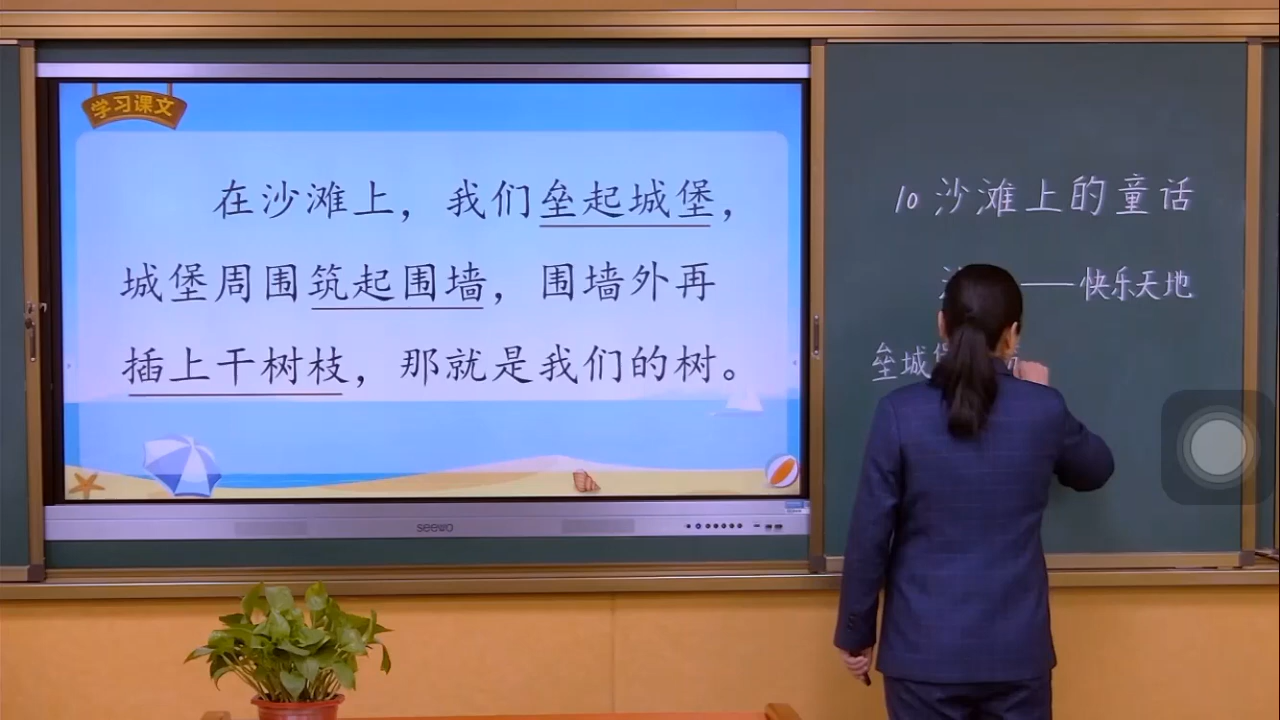 学习课文
在沙滩上，我们垒起城堡，
城堡周围筑起围墙，围墙外再
插上干树枝，那就是我们的树。
seewo
10 沙滩上的童话
——快乐天地
垒城